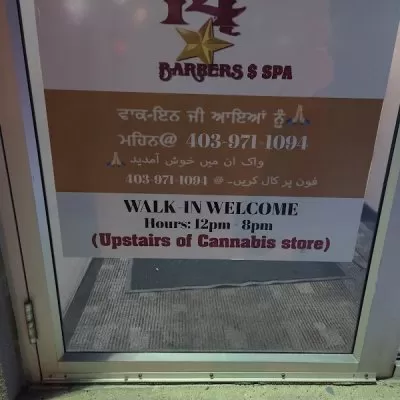 14
BARBERS $ SPA
ਵਾਕ-ਇਨ ਜੀ ਆਇਆਂ ਨੂੰ🙏
ਮਹਿਨ@ 403-971-1094
واک ان میں خوش آمدید 🙏
فون پر کال کریں۔ @ 403-971-1094
WALK-IN WELCOME
Hours: 12pm - 8pm
(Upstairs of Cannabis store)